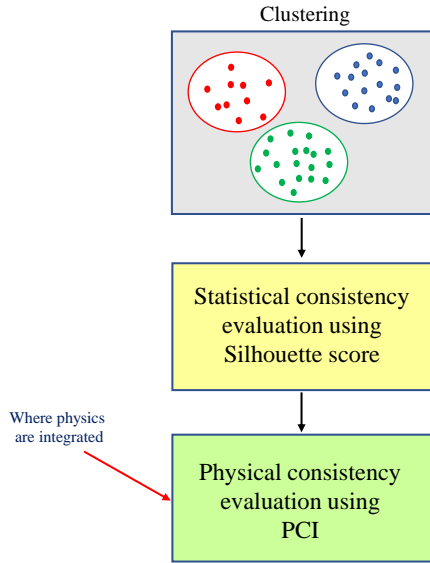 Clustering
Statistical consistency
evaluation using
Silhouette score
Where physics
are integrated
Physical consistency
evaluation using
PCI